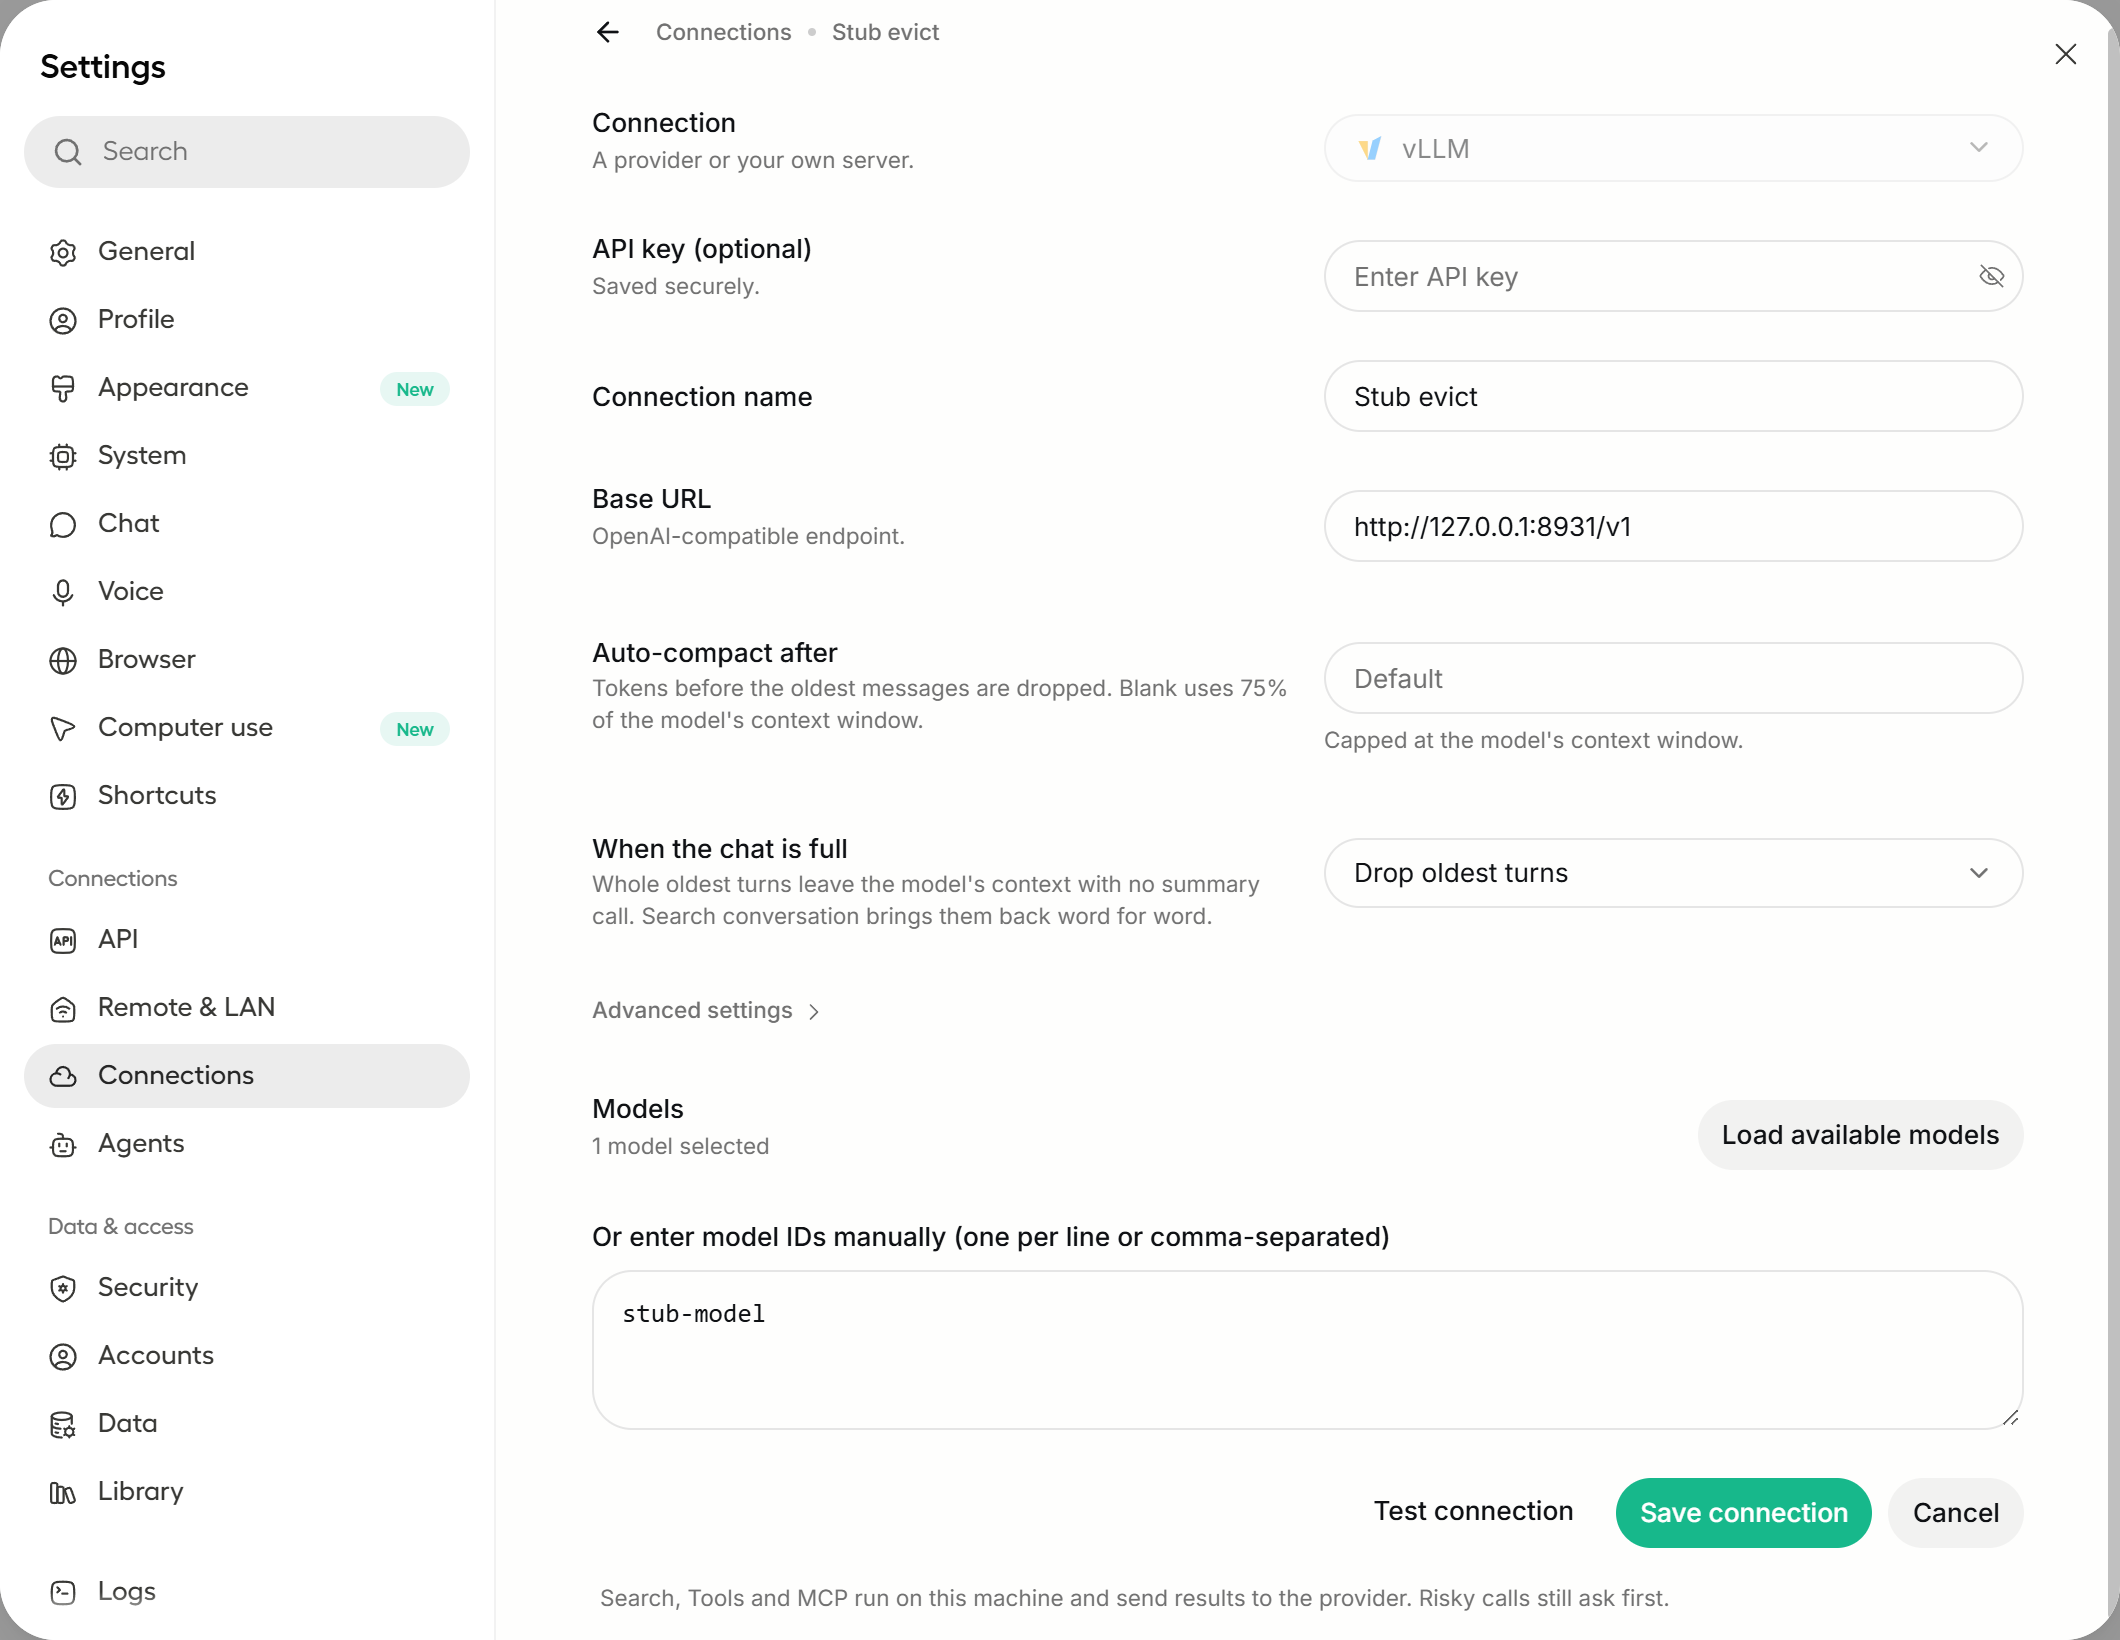 Settings
Search
General
Profile
Appearance
New
System
Chat
Voice
Browser
Computer use
New
Shortcuts
Connections
API
API
Remote & LAN
Connections
Agents
Data & access
Security
Accounts
Data
Library
Logs
Connections • Stub evict
Connection
A provider or your own server.
vLLM
API key (optional)
Saved securely.
Enter API key
Connection name
Stub evict
Base URL
OpenAI-compatible endpoint.
http://127.0.0.1:8931/v1
Auto-compact after
Tokens before the oldest messages are dropped. Blank uses 75%
of the model's context window.
Default
Capped at the model's context window.
When the chat is full
Whole oldest turns leave the model's context with no summary
call. Search conversation brings them back word for word.
Drop oldest turns
Advanced settings
Models
1 model selected
Load available models
Or enter model IDs manually (one per line or comma-separated)
stub-model
Test connection
Save connection
Cancel
Search, Tools and MCP run on this machine and send results to the provider. Risky calls still ask first.